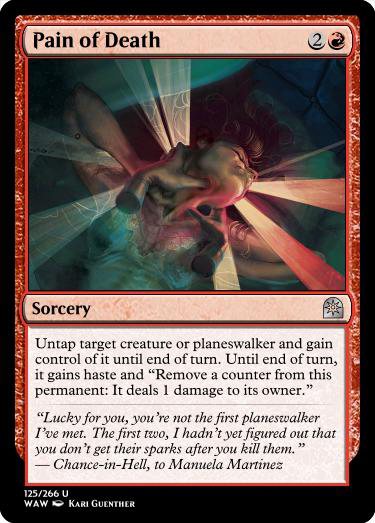 Pain of Death 2
Sorcery
Untap target creature or planeswalker and gain
control of it until end of turn. Until end of turn,
it gains haste and “Remove a counter from this
permanent: It deals 1 damage to its owner.”
“Lucky for you, you’re not the first planeswalker
I’ve met. The first two, I hadn’t yet figured out that
you don’t get their sparks after you kill them.”
— Chance-in-Hell, to Manuela Martinez
125/266 U
WAW Kari Guenther